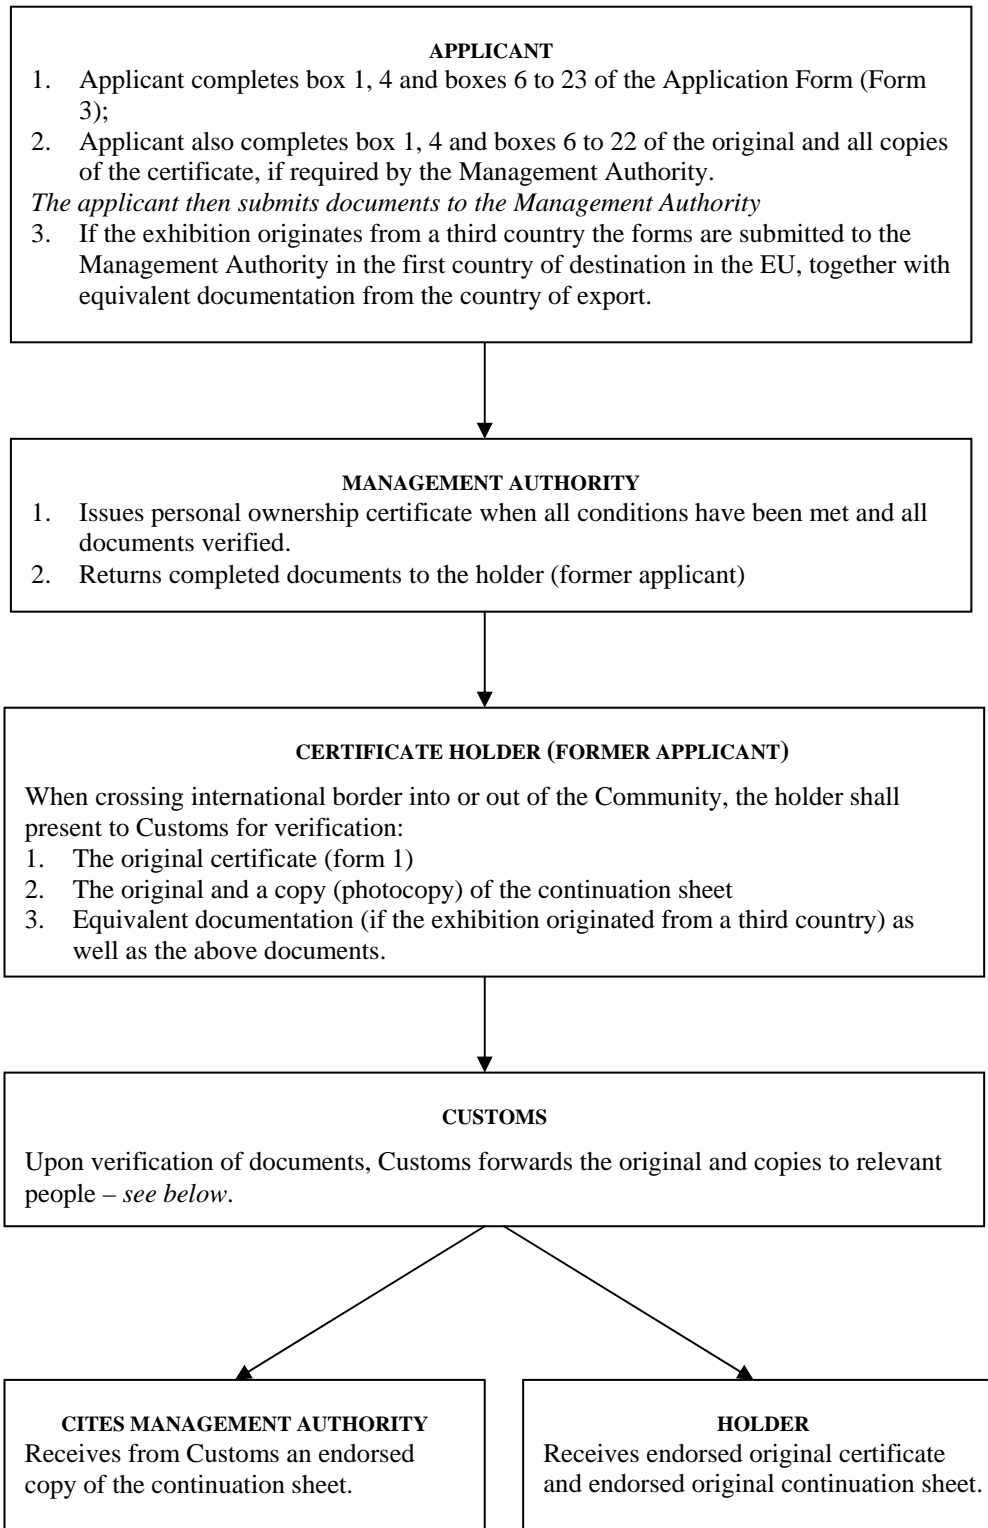 APPLICANT
1. Applicant completes box 1, 4 and boxes 6 to 23 of the Application Form (Form
3);
2. Applicant also completes box 1, 4 and boxes 6 to 22 of the original and all copies
of the certificate, if required by the Management Authority.
The applicant then submits documents to the Management Authority
3. If the exhibition originates from a third country the forms are submitted to the
Management Authority in the first country of destination in the EU, together with
equivalent documentation from the country of export.
MANAGEMENT AUTHORITY
1. Issues personal ownership certificate when all conditions have been met and all
documents verified.
2. Returns completed documents to the holder (former applicant)
CERTIFICATE HOLDER (FORMER APPLICANT)
When crossing international border into or out of the Community, the holder shall
present to Customs for verification:
1. The original certificate (form 1)
2. The original and a copy (photocopy) of the continuation sheet
3. Equivalent documentation (if the exhibition originated from a third country) as
well as the above documents.
CUSTOMS
Upon verification of documents, Customs forwards the original and copies to relevant
people – see below.
CITES MANAGEMENT AUTHORITY
Receives from Customs an endorsed
copy of the continuation sheet.
HOLDER
Receives endorsed original certificate
and endorsed original continuation sheet.